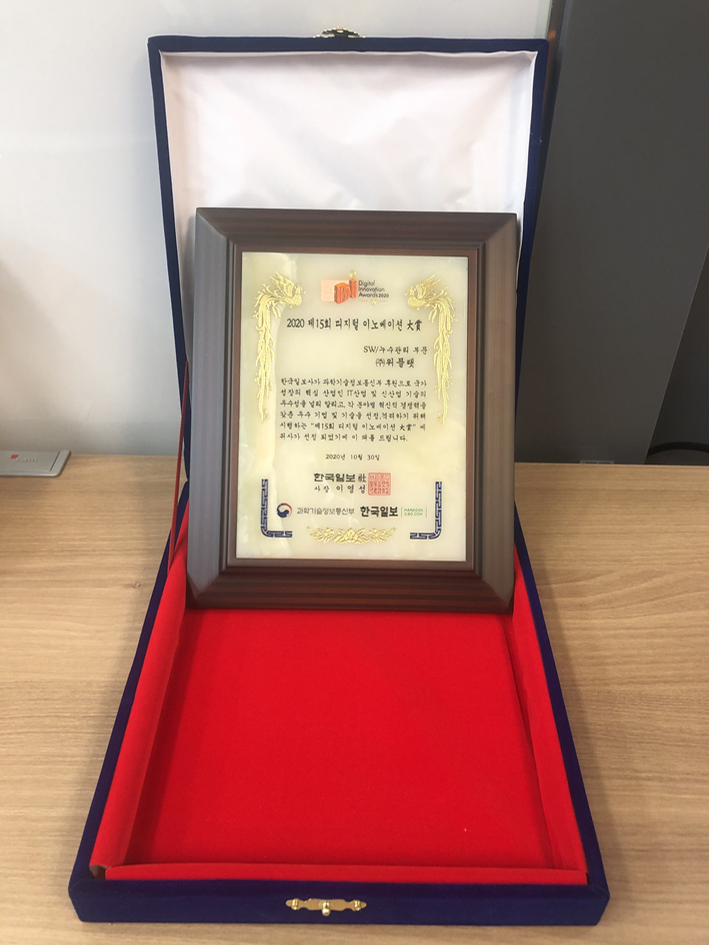 Digital
Innovation
Awards 2020
2020 제15회 디지털 이노베이션 大賞
SW/누수관리 부문
(주)위플랫
한국일보사가 과학기술정보통신부 후원으로 국가
성장의 핵심 산업인 IT산업 및 신산업 기술의
우수성을 널리 알리고, 각 분야별 혁신적 경쟁력을
갖춘 우수 기업 및 기술을 선정,격려하기 위해
시행하는 "제15회 디지털 이노베이션 大賞" 에
귀사가 선정 되었기에 이 패를 드립니다.
2020년 10월 30일
한국일보社
사장 이영성
과학기술정보통신부 한국일보